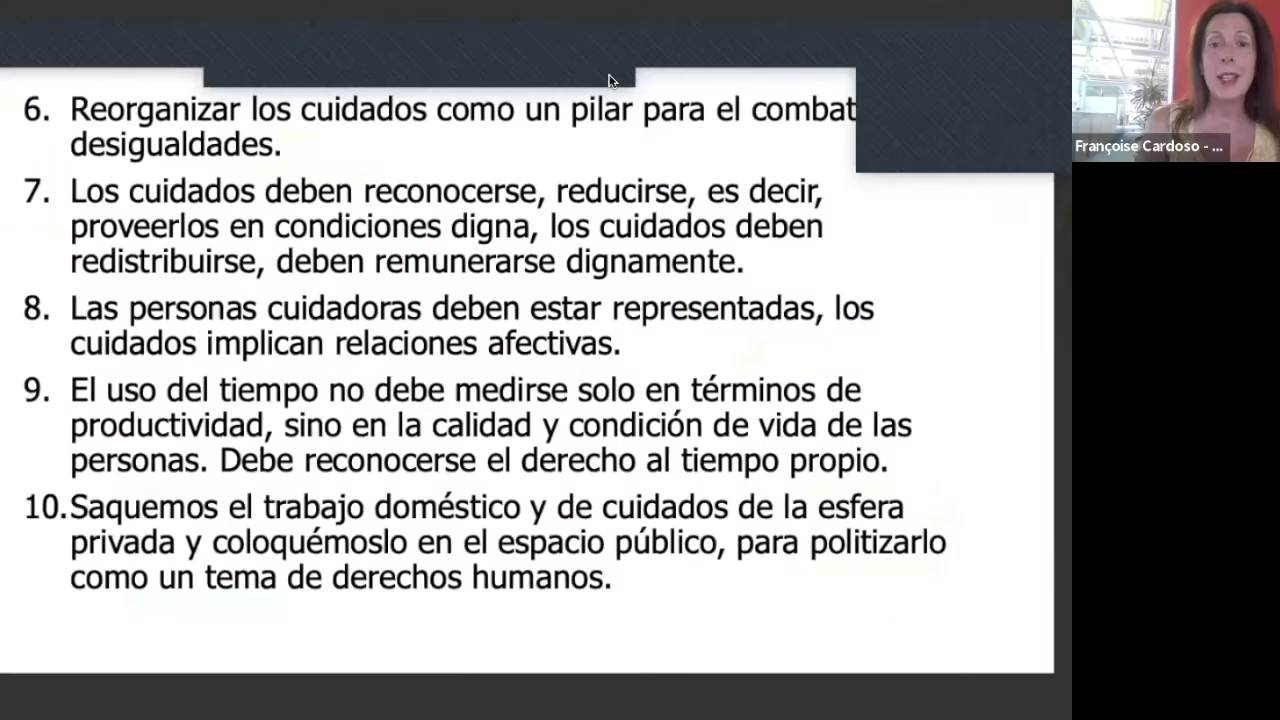 6. Reorganizar los cuidados como un pilar para el combat
desigualdades.
7. Los cuidados deben reconocerse, reducirse, es decir,
proveerlos en condiciones digna, los cuidados deben
redistribuirse, deben remunerarse dignamente.
8. Las personas cuidadoras deben estar representadas, los
cuidados implican relaciones afectivas.
9. El uso del tiempo no debe medirse solo en términos de
productividad, sino en la calidad y condición de vida de las
personas. Debe reconocerse el derecho al tiempo propio.
10. Saquemos el trabajo doméstico y de cuidados de la esfera
privada y coloquémoslo en el espacio público, para politizarlo
como un tema de derechos humanos.
Françoise Cardoso - ...